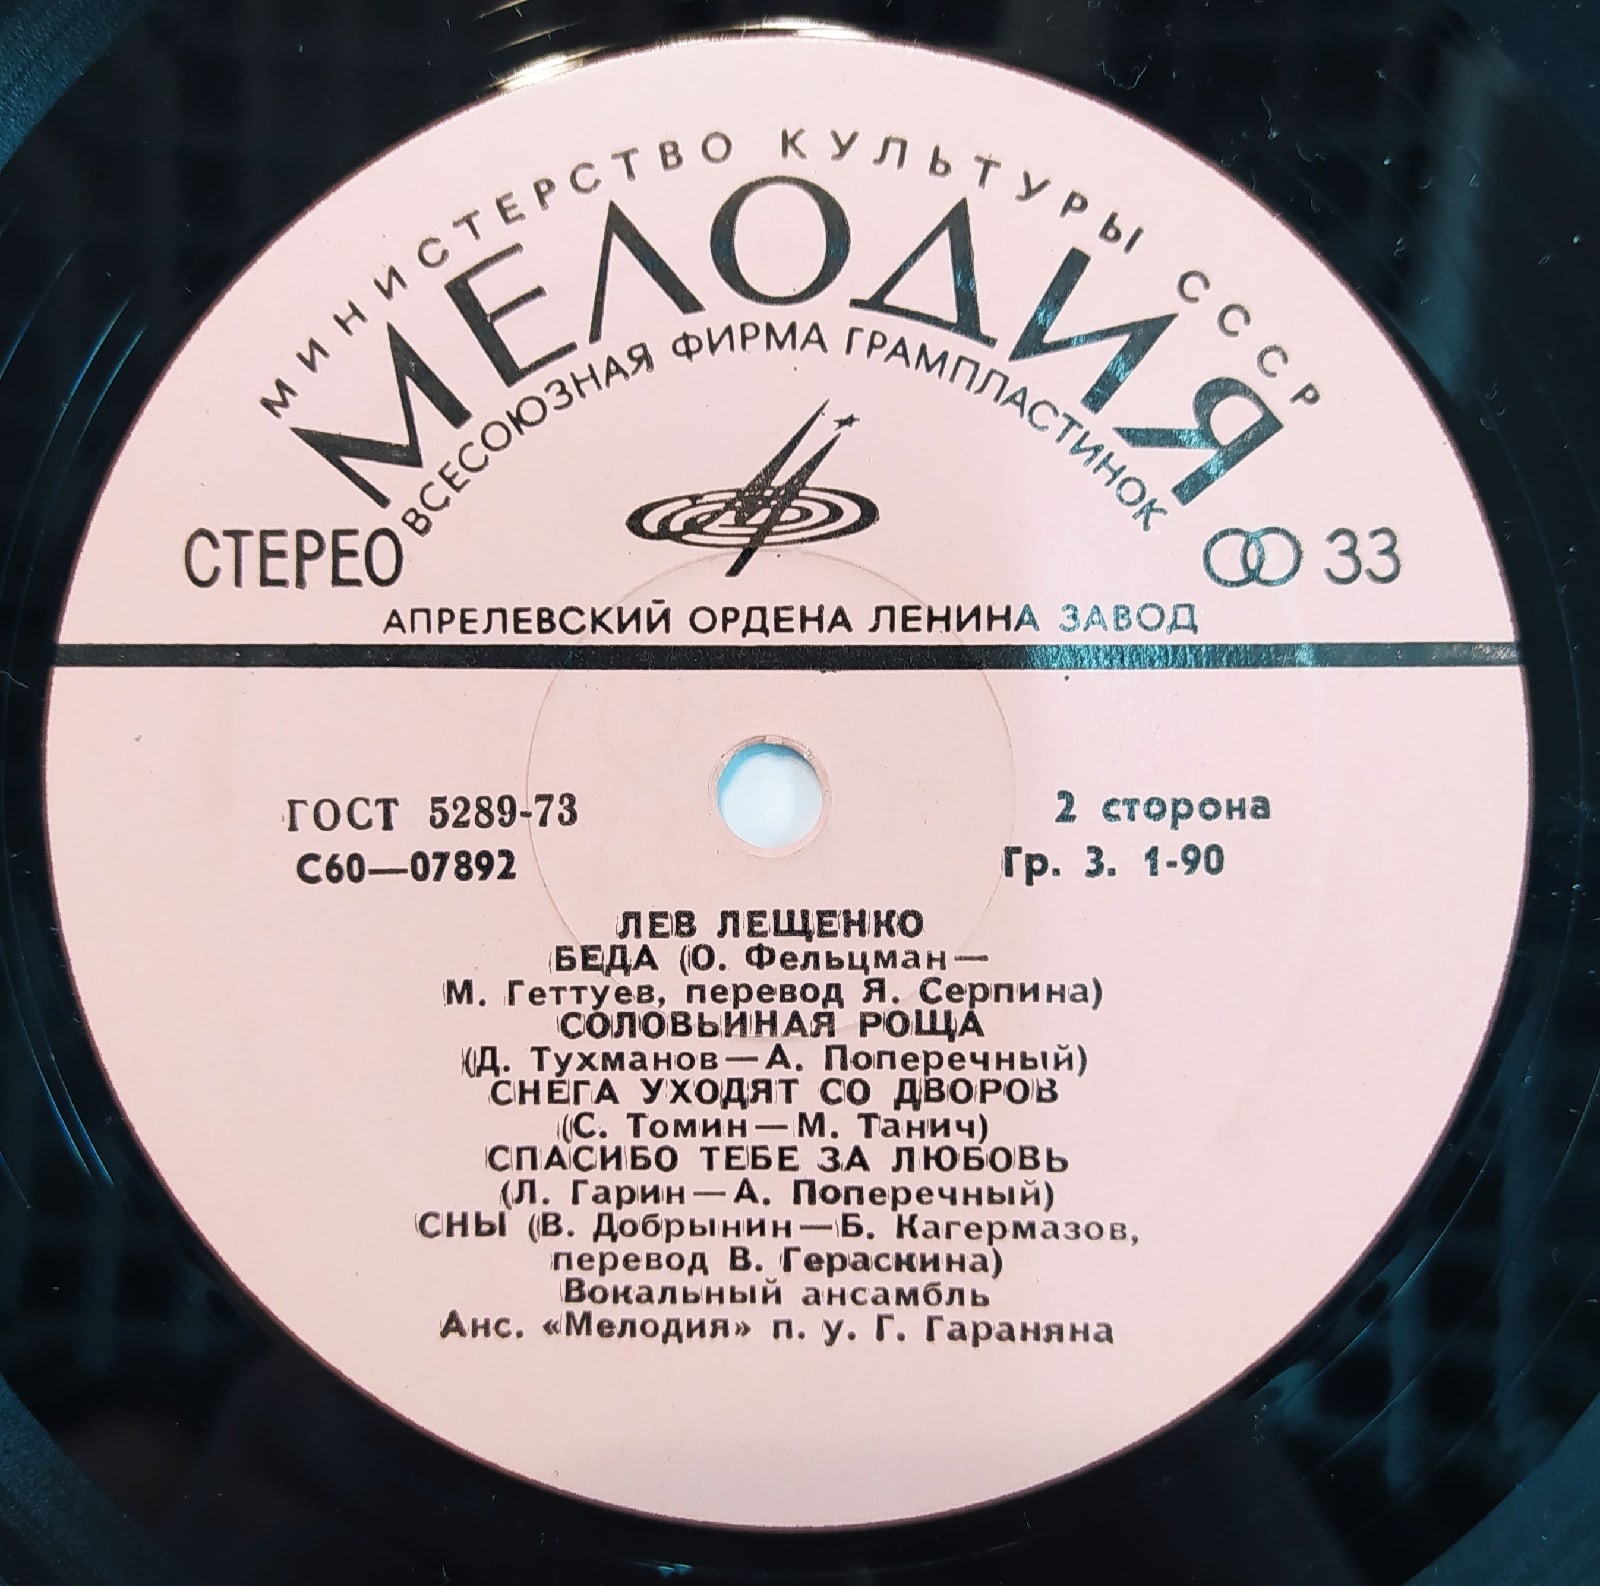 МИНИСТЕРСТВО КУЛЬТУРЫ СССР
МЕЛОДИЯ
ВСЕСОЮЗНАЯ ФИРМА ГРАМПЛАСТИНОК
СТЕРЕО
33
АПРЕЛЕВСКИЙ ОРДЕНА ЛЕНИНА ЗАВОД
ГОСТ 5289-73
2 сторона
С60—07892
Гр. 3. 1-90
ЛЕВ ЛЕЩЕНКО
БЕДА (О. Фельцман—
М. Геттуев, перевод Я. Серпина)
СОЛОВЬИНАЯ РОЩА
(Д. Тухманов—А. Поперечный)
СНЕГА УХОДЯТ СО ДВОРОВ
(С. Томин—М. Танич)
СПАСИБО ТЕБЕ ЗА ЛЮБОВЬ
(Л. Гарин—А. Поперечный)
СНЫ (В. Добрынин—Б. Кагермазов,
перевод В. Гераскина)
Вокальный ансамбль
Анс. «Мелодия» п. у. Г. Гараняна